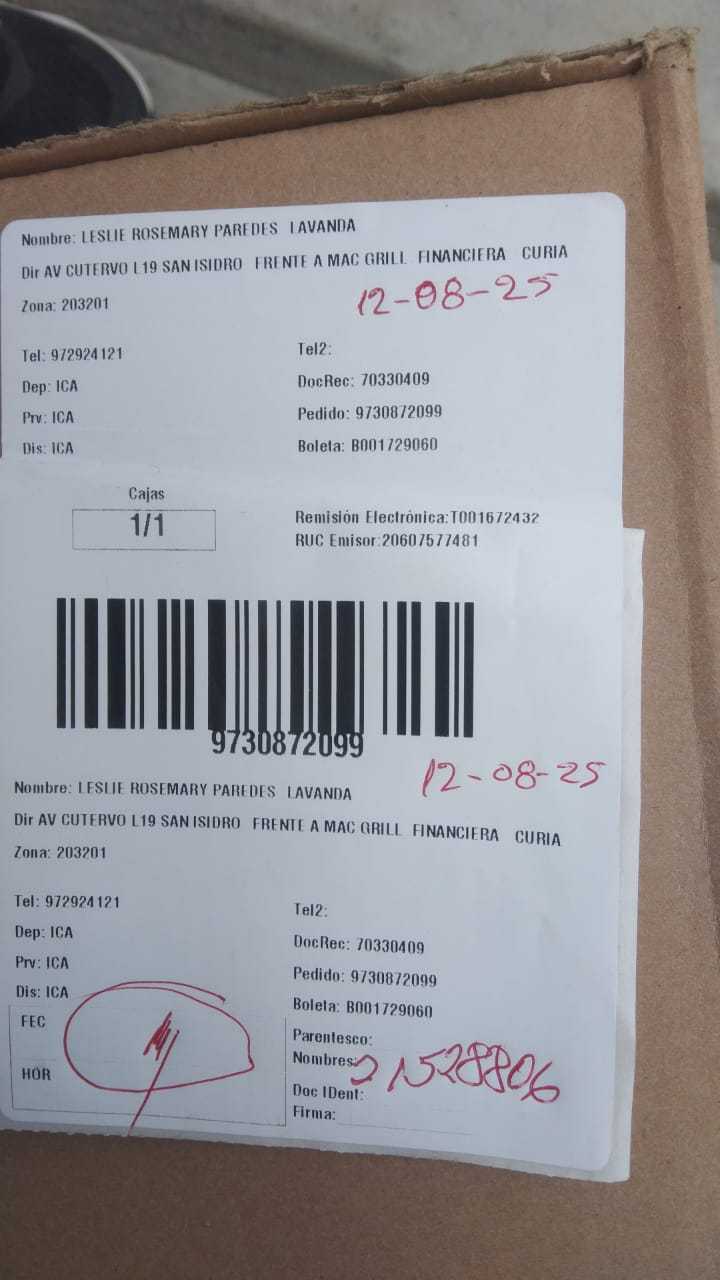 Nombre: LESLIE ROSEMARY PAREDES LAVANDA
Dir AV CUTERVO L19 SAN ISIDRO FRENTE A MAC GRILL FINANCIERA CURIA
Zona: 203201
12-08-25
Tel: 972924121
Tel2:
Dep: ICA
DocRec: 70330409
Prv: ICA
Pedido: 9730872099
Dis: ICA
Boleta: B001729060
Cajas
1/1
Remisión Electrónica:T001672432
RUC Emisor:20607577481
9730872099
12-08-25
Nombre: LESLIE ROSEMARY PAREDES LAVANDA
Dir AV CUTERVO L19 SAN ISIDRO FRENTE A MAC GRILL FINANCIERA CURIA
Zona: 203201
Tel: 972924121
Tel2:
Dep: ICA
DocRec: 70330409
Prv: ICA
Pedido: 9730872099
Dis: ICA
Boleta: B001729060
FEC
HOR
Parentesco:
Nombres:
21528806
Doc IDent:
Firma: